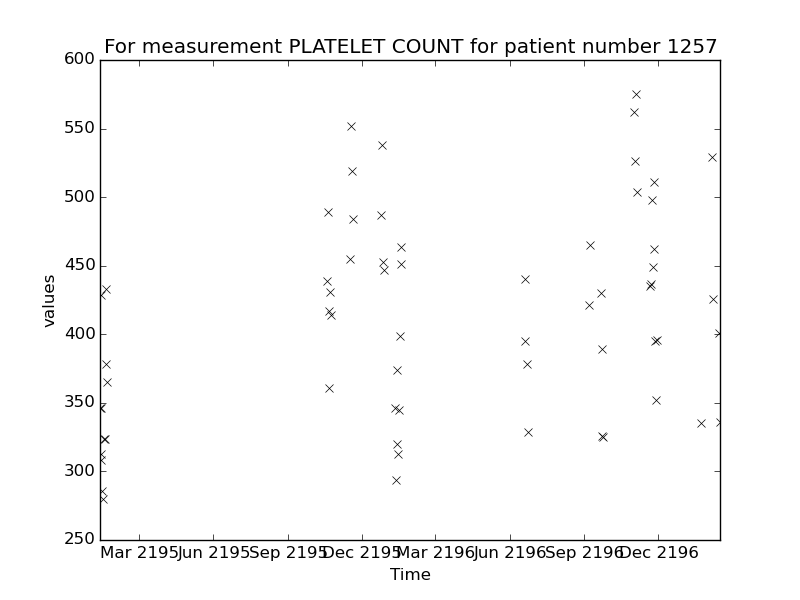 For measurement PLATELET COUNT for patient number 1257
600
550
500
450
400
350
300
250
values
Mar 2195 Jun 2195 Sep 2195 Dec 2195 Mar 2196 Jun 2196 Sep 2196 Dec 2196
Time